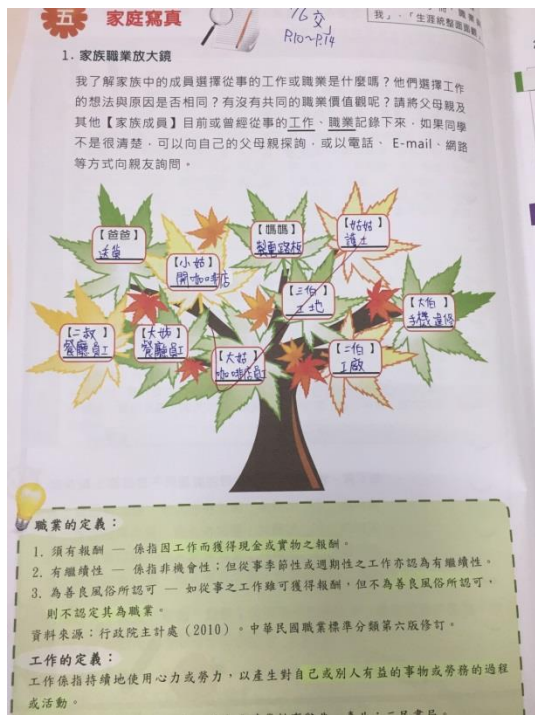 五 家庭寫真
我」、「生涯統整面觀
16交
P.10~P.14
1. 家族職業放大鏡
我了解家族中的成員選擇從事的工作或職業是什麼嗎?他們選擇工作
的想法與原因是否相同?有沒有共同的職業價值觀呢?請將父母親及
其他【家族成員】目前或曾經從事的工作、職業記錄下來,如果同學
不是很清楚,可以向自己的父母親探詢,或以電話、E-mail、網路
等方式向親友詢問。
【爸爸】
送貨
【小姑】
開咖啡店
【媽媽】
製電路板
【姑姑】
護士
【三伯】
工地
【大伯】
手機維修
【二叔】
餐廳員工
【大姑】
餐廳員工
【大姑】
咖啡店員工
【二伯】
工廠
職業的定義:
1. 須有報酬 — 係指因工作而獲得現金或實物之報酬。
2. 有繼續性 — 係指非機會性;但從事季節性或週期性之工作亦認為有繼續性。
3. 為善良風俗所認可 — 如從事之工作雖可獲得報酬,但不為善良風俗所認可,
則不認定其為職業。
資料來源:行政院主計處(2010)。中華民國職業標準分類第六版修訂。
工作的定義:
工作係指持續地使用心力或勞力,以產生對自己或別人有益的事物或勞務的過程
或活動。